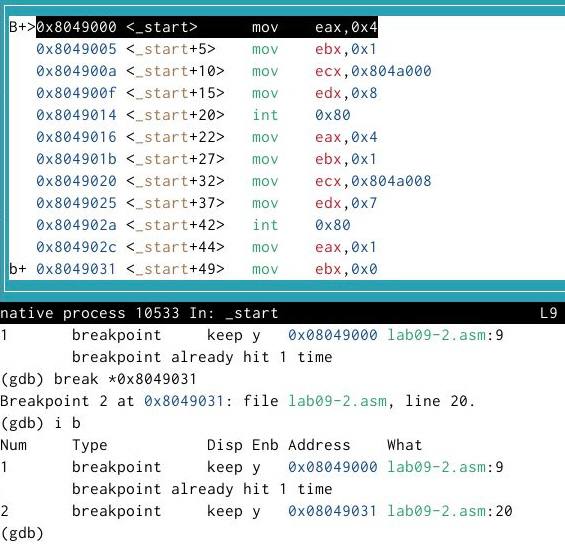 B+>0x8049000 <_start> mov eax,0x4
0x8049005 <_start+5> mov ebx,0x1
0x804900a <_start+10> mov ecx,0x804a000
0x804900f <_start+15> mov edx,0x8
0x8049014 <_start+20> int 0x80
0x8049016 <_start+22> mov eax,0x4
0x804901b <_start+27> mov ebx,0x1
0x8049020 <_start+32> mov ecx,0x804a008
0x8049025 <_start+37> mov edx,0x7
0x804902a <_start+42> int 0x80
0x804902c <_start+44> mov eax,0x1
b+ 0x8049031 <_start+49> mov ebx,0x0
native process 10533 In: _start L9
1 breakpoint keep y 0x08049000 lab09-2.asm:9
breakpoint already hit 1 time
(gdb) break *0x8049031
Breakpoint 2 at 0x8049031: file lab09-2.asm, line 20.
(gdb) i b
Num Type Disp Enb Address What
1 breakpoint keep y 0x08049000 lab09-2.asm:9
breakpoint already hit 1 time
2 breakpoint keep y 0x08049031 lab09-2.asm:20
(gdb)